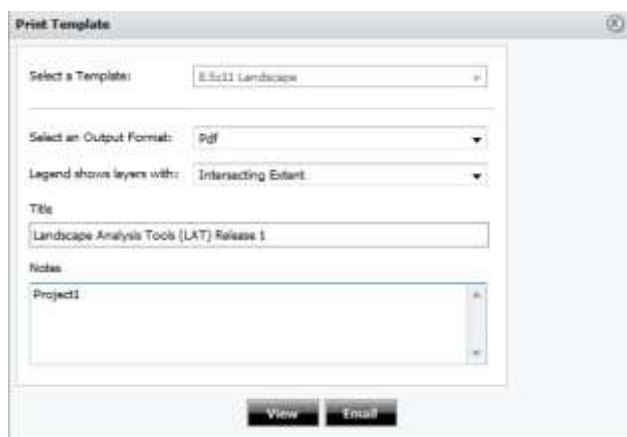 Print Template
Select a Template: 8.5x11 Landscape
Select an Output Format: Pdf
Legend shows layers with: Intersecting Extent
Title
Landscape Analysis Tools (LAT) Release 1
Notes
Project1
View Email